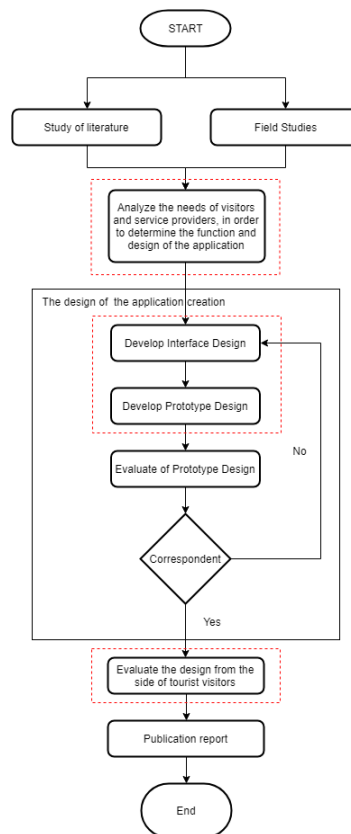 START
Study of literature
Field Studies
Analyze the needs of visitors
and service providers, in order
to determine the function and
design of the application
The design of  the application creation
Develop Interface Design
Develop Prototype Design
No
Evaluate of Prototype Design
Correspondent
Yes
Evaluate the design from the
side of tourist visitors
Publication report
End